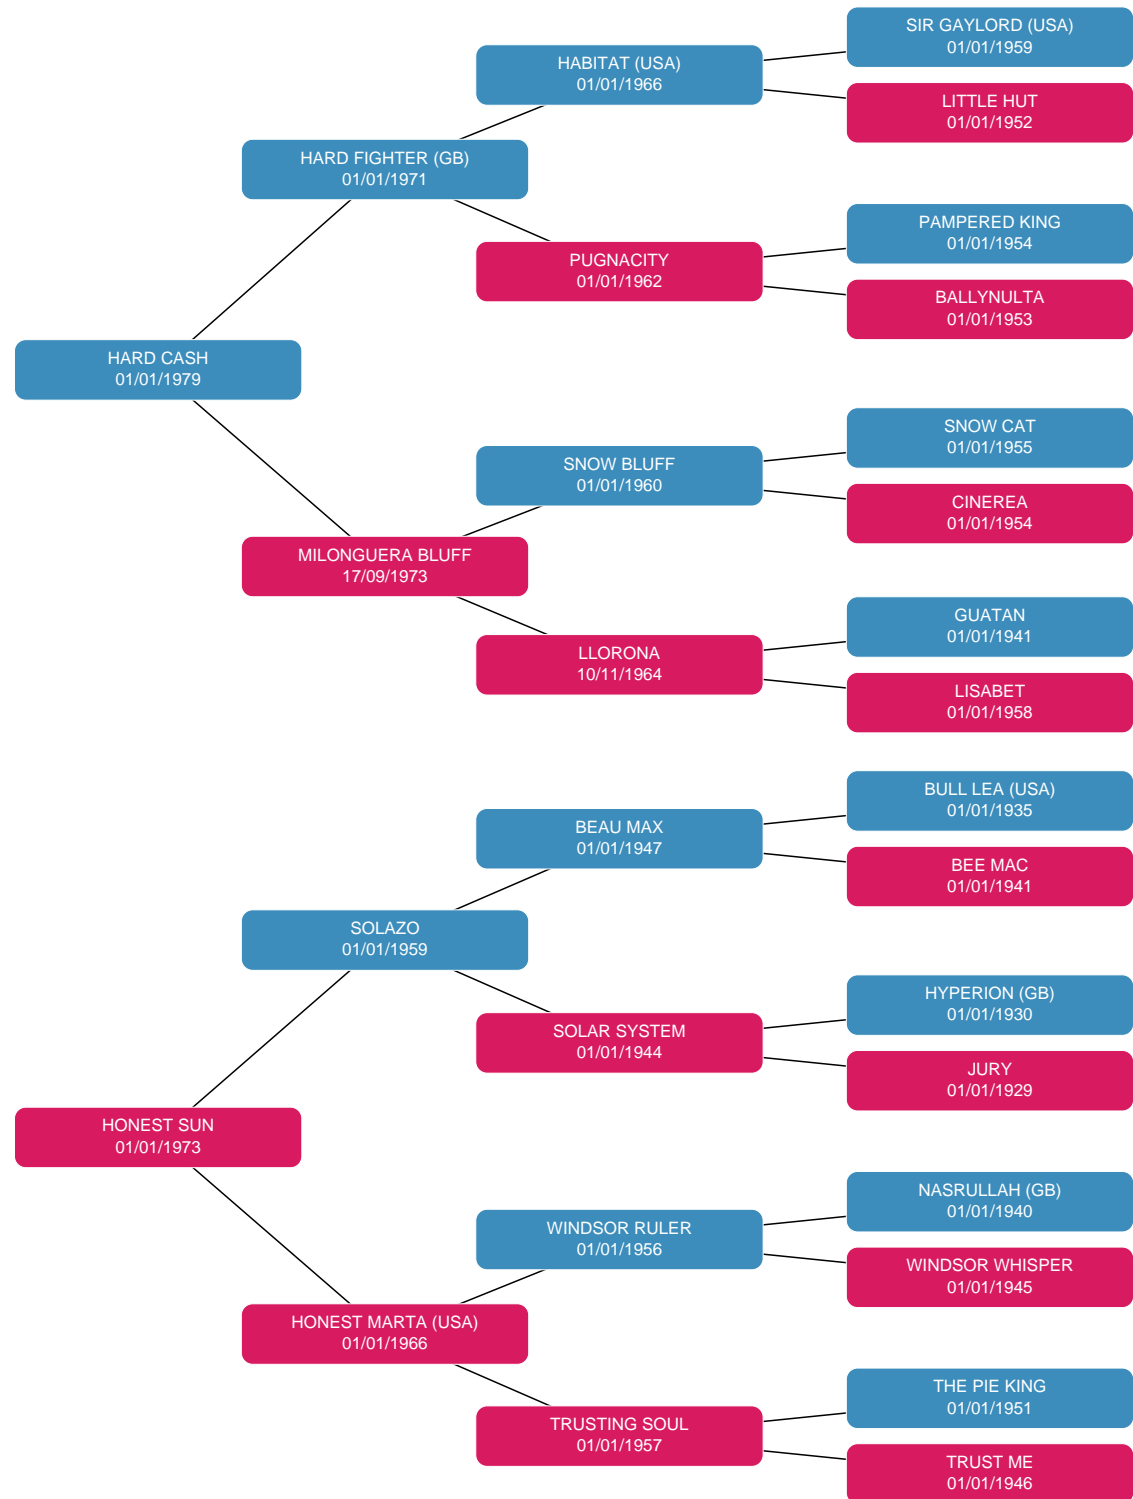 SIR GAYLORD (USA)
01/01/1959
HABITAT (USA)
01/01/1966
LITTLE HUT
01/01/1952
HARD FIGHTER (GB)
01/01/1971
PAMPERED KING
01/01/1954
PUGNACITY
01/01/1962
BALLYNULTA
01/01/1953
HARD CASH
01/01/1979
SNOW CAT
01/01/1955
SNOW BLUFF
01/01/1960
CINEREA
01/01/1954
MILONGUERA BLUFF
17/09/1973
GUATAN
01/01/1941
LLORONA
10/11/1964
LISABET
01/01/1958
BULL LEA (USA)
01/01/1935
BEAU MAX
01/01/1947
BEE MAC
01/01/1941
SOLAZO
01/01/1959
HYPERION (GB)
01/01/1930
SOLAR SYSTEM
01/01/1944
JURY
01/01/1929
HONEST SUN
01/01/1973
NASRULLAH (GB)
01/01/1940
WINDSOR RULER
01/01/1956
WINDSOR WHISPER
01/01/1945
HONEST MARTA (USA)
01/01/1966
THE PIE KING
01/01/1951
TRUSTING SOUL
01/01/1957
TRUST ME
01/01/1946